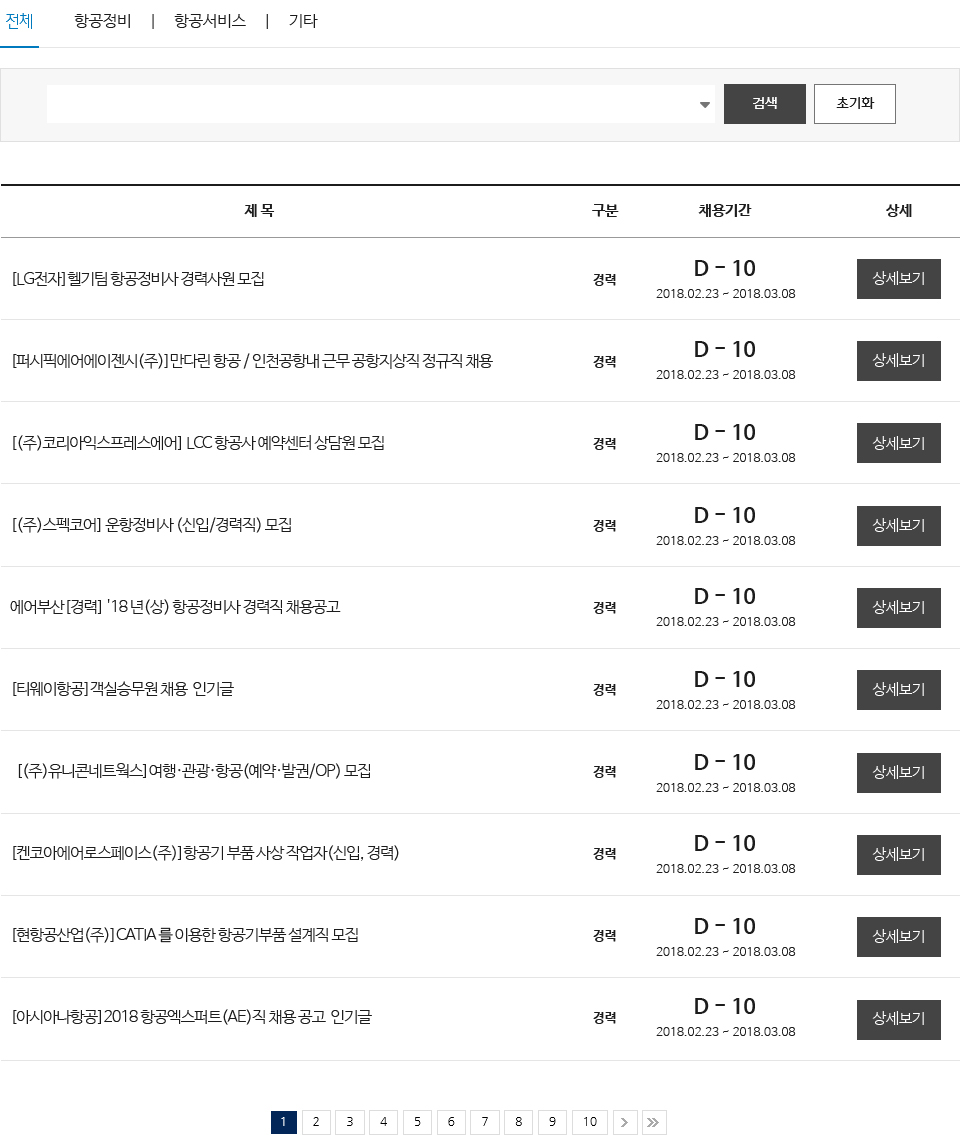 전체 항공정비 | 항공서비스 | 기타
검색 초기화
제 목 구분 채용기간 상세
[LG전자]헬기팀 항공정비사 경력사원 모집 경력 D - 10 상세보기
2018.02.23 ~ 2018.03.08
[퍼시픽에어에이젠시(주)]만다린 항공 / 인천공항내 근무 공항지상직 정규직 채용 경력 D - 10 상세보기
2018.02.23 ~ 2018.03.08
[(주)코리아익스프레스에어] LCC 항공사 예약센터 상담원 모집 경력 D - 10 상세보기
2018.02.23 ~ 2018.03.08
[(주)스펙코어] 운항정비사 (신입/경력직) 모집 경력 D - 10 상세보기
2018.02.23 ~ 2018.03.08
에어부산[경력] '18년(상) 항공정비사 경력직 채용공고 경력 D - 10 상세보기
2018.02.23 ~ 2018.03.08
[티웨이항공]객실승무원 채용 인기글 경력 D - 10 상세보기
2018.02.23 ~ 2018.03.08
[(주)유니콘네트웍스]여행·관광·항공(예약·발권/OP) 모집 경력 D - 10 상세보기
2018.02.23 ~ 2018.03.08
[켄코아에어로스페이스(주)]항공기 부품 사상 작업자(신입, 경력) 경력 D - 10 상세보기
2018.02.23 ~ 2018.03.08
[현항공산업(주)]CATIA 를 이용한 항공기부품 설계직 모집 경력 D - 10 상세보기
2018.02.23 ~ 2018.03.08
[아시아나항공]2018 항공엑스퍼트(AE)직 채용 공고 인기글 경력 D - 10 상세보기
2018.02.23 ~ 2018.03.08
1 2 3 4 5 6 7 8 9 10